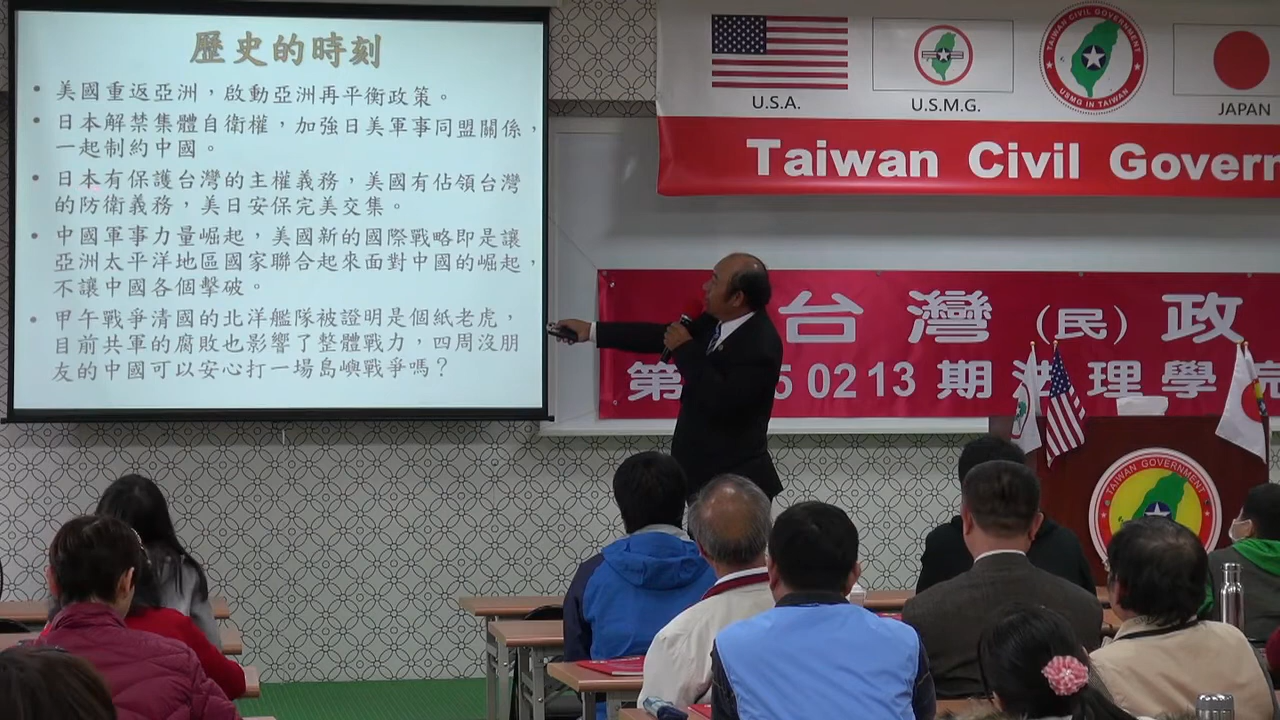 歷史的時刻
• 美國重返亞洲，啟動亞洲再平衡政策。
• 日本解禁集體自衛權，加強日美軍事同盟關係，
一起制約中國。
• 日本有保護台灣的主權義務，美國有佔領台灣
的防衛義務，美日安保完美交集。
• 中國軍事力量崛起，美國新的國際戰略即是讓
亞洲太平洋地區國家聯合起來面對中國的崛起，
不讓中國各個擊破。
• 甲午戰爭清國的北洋艦隊被證明是個紙老虎，
目前共軍的腐敗也影響了整體戰力，四周沒朋
友的中國可以安心打一場島嶼戰爭嗎？
U.S.A.
U.S.M.G.
TAIWAN CIVIL GOVERNMENT
USMG IN TAIWAN
JAPAN
Taiwan Civil Govern
台灣(民)政
第 5 02 13 期法理學
TAIWAN GOVERNMENT